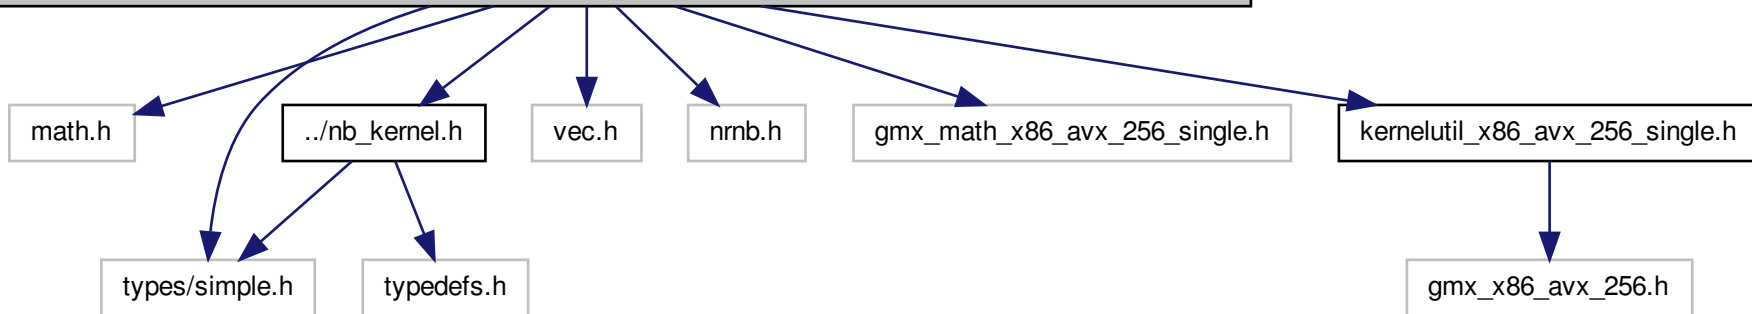 math.h
../nb_kernel.h
vec.h
nrnb.h
gmx_math_x86_avx_256_single.h
kernelutil_x86_avx_256_single.h
types/simple.h
typedefs.h
gmx_x86_avx_256.h